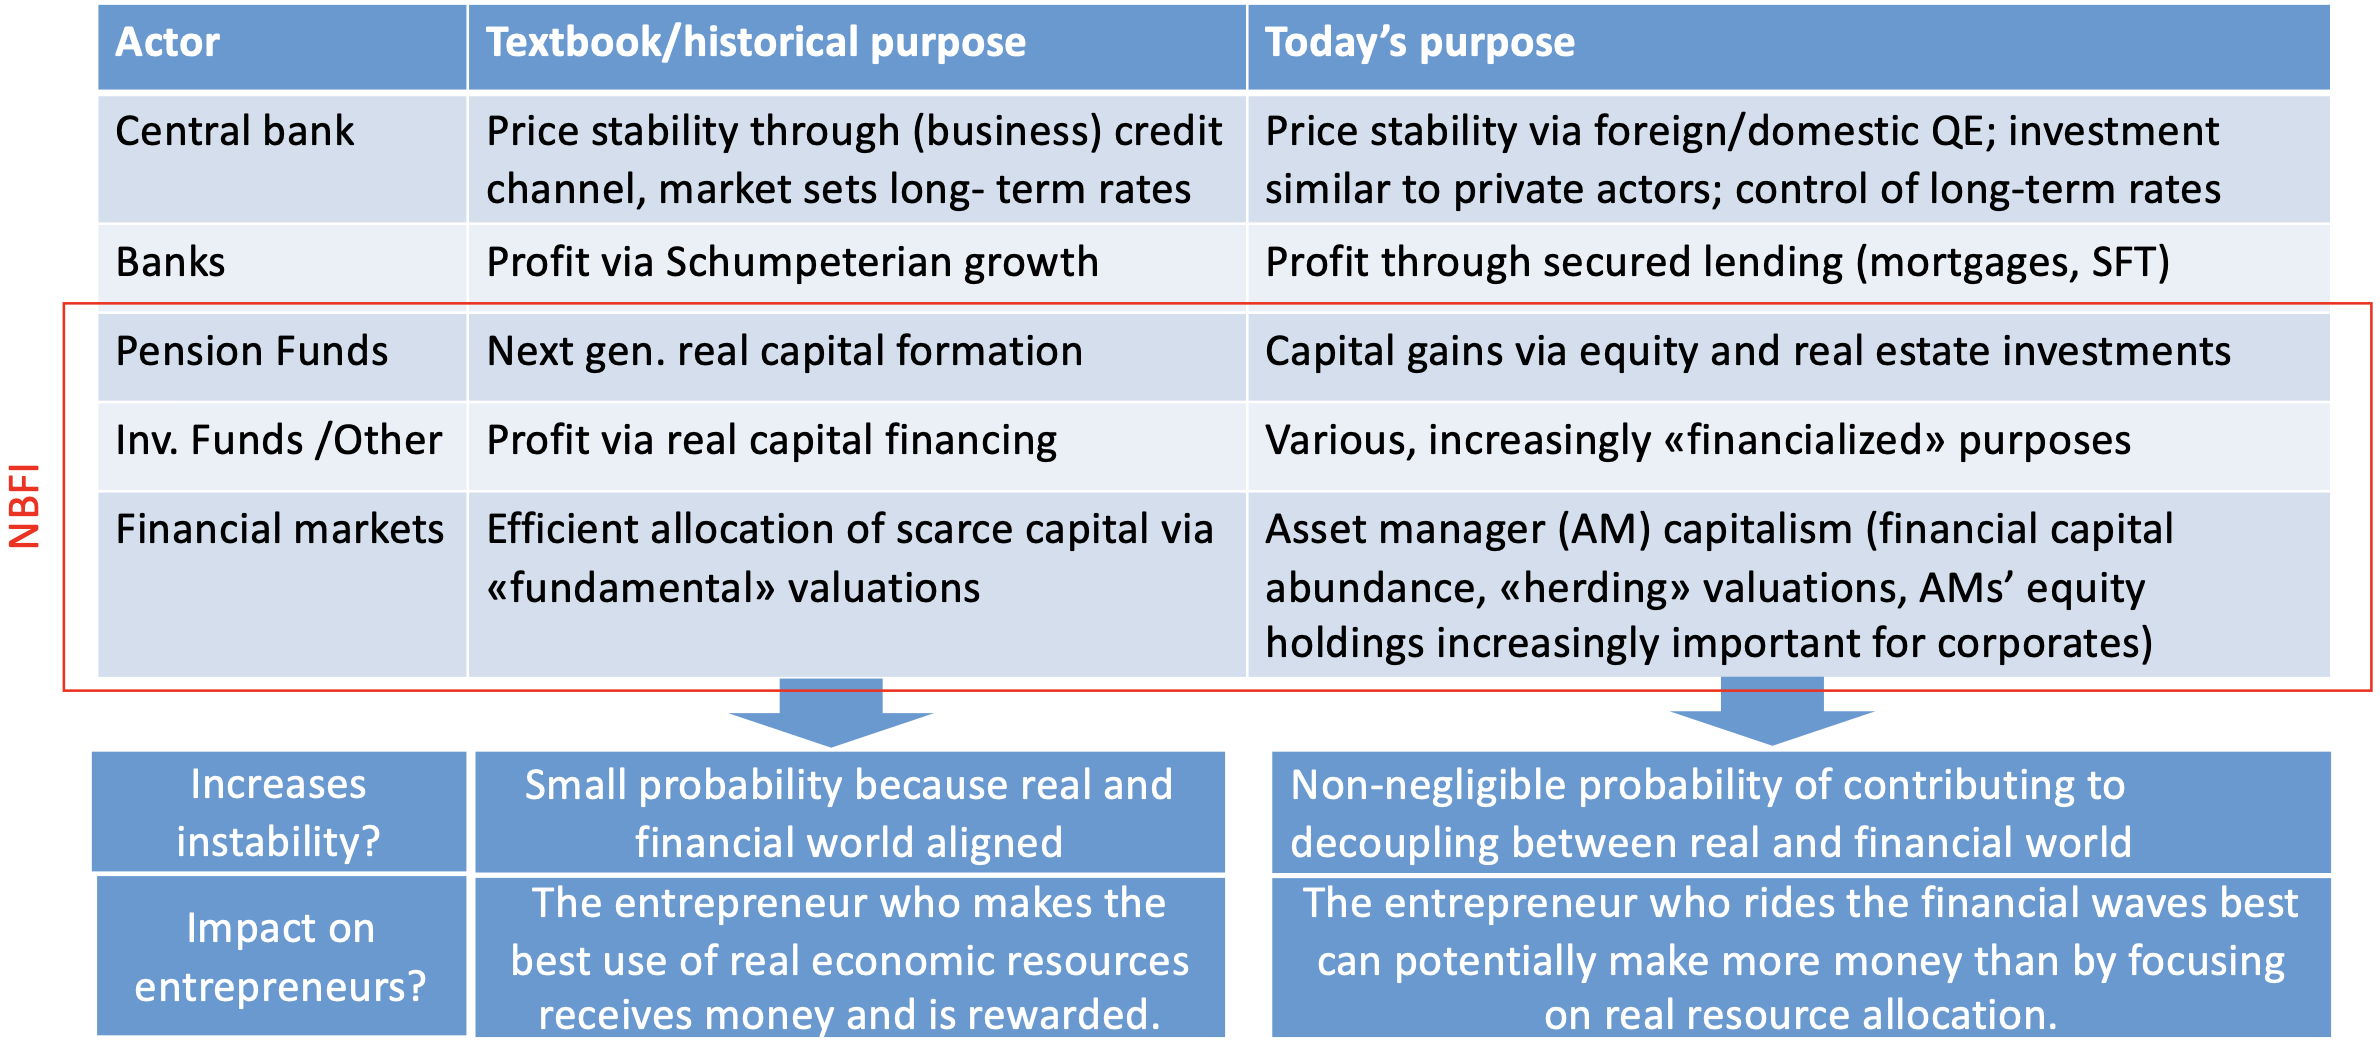 Actor
Textbook/historical purpose
Today’s purpose
Central bank
Price stability through (business) credit
channel, market sets long- term rates
Price stability via foreign/domestic QE; investment
similar to private actors; control of long-term rates
Banks
Profit via Schumpeterian growth
Profit through secured lending (mortgages, SFT)
NBFI
Pension Funds
Next gen. real capital formation
Capital gains via equity and real estate investments
Inv. Funds /Other
Profit via real capital financing
Various, increasingly «financialized» purposes
Financial markets
Efficient allocation of scarce capital via
«fundamental» valuations
Asset manager (AM) capitalism (financial capital
abundance, «herding» valuations, AMs’ equity
holdings increasingly important for corporates)
Increases
instability?
Small probability because real and
financial world aligned
Non-negligible probability of contributing to
decoupling between real and financial world
Impact on
entrepreneurs?
The entrepreneur who makes the
best use of real economic resources
receives money and is rewarded.
The entrepreneur who rides the financial waves best
can potentially make more money than by focusing
on real resource allocation.